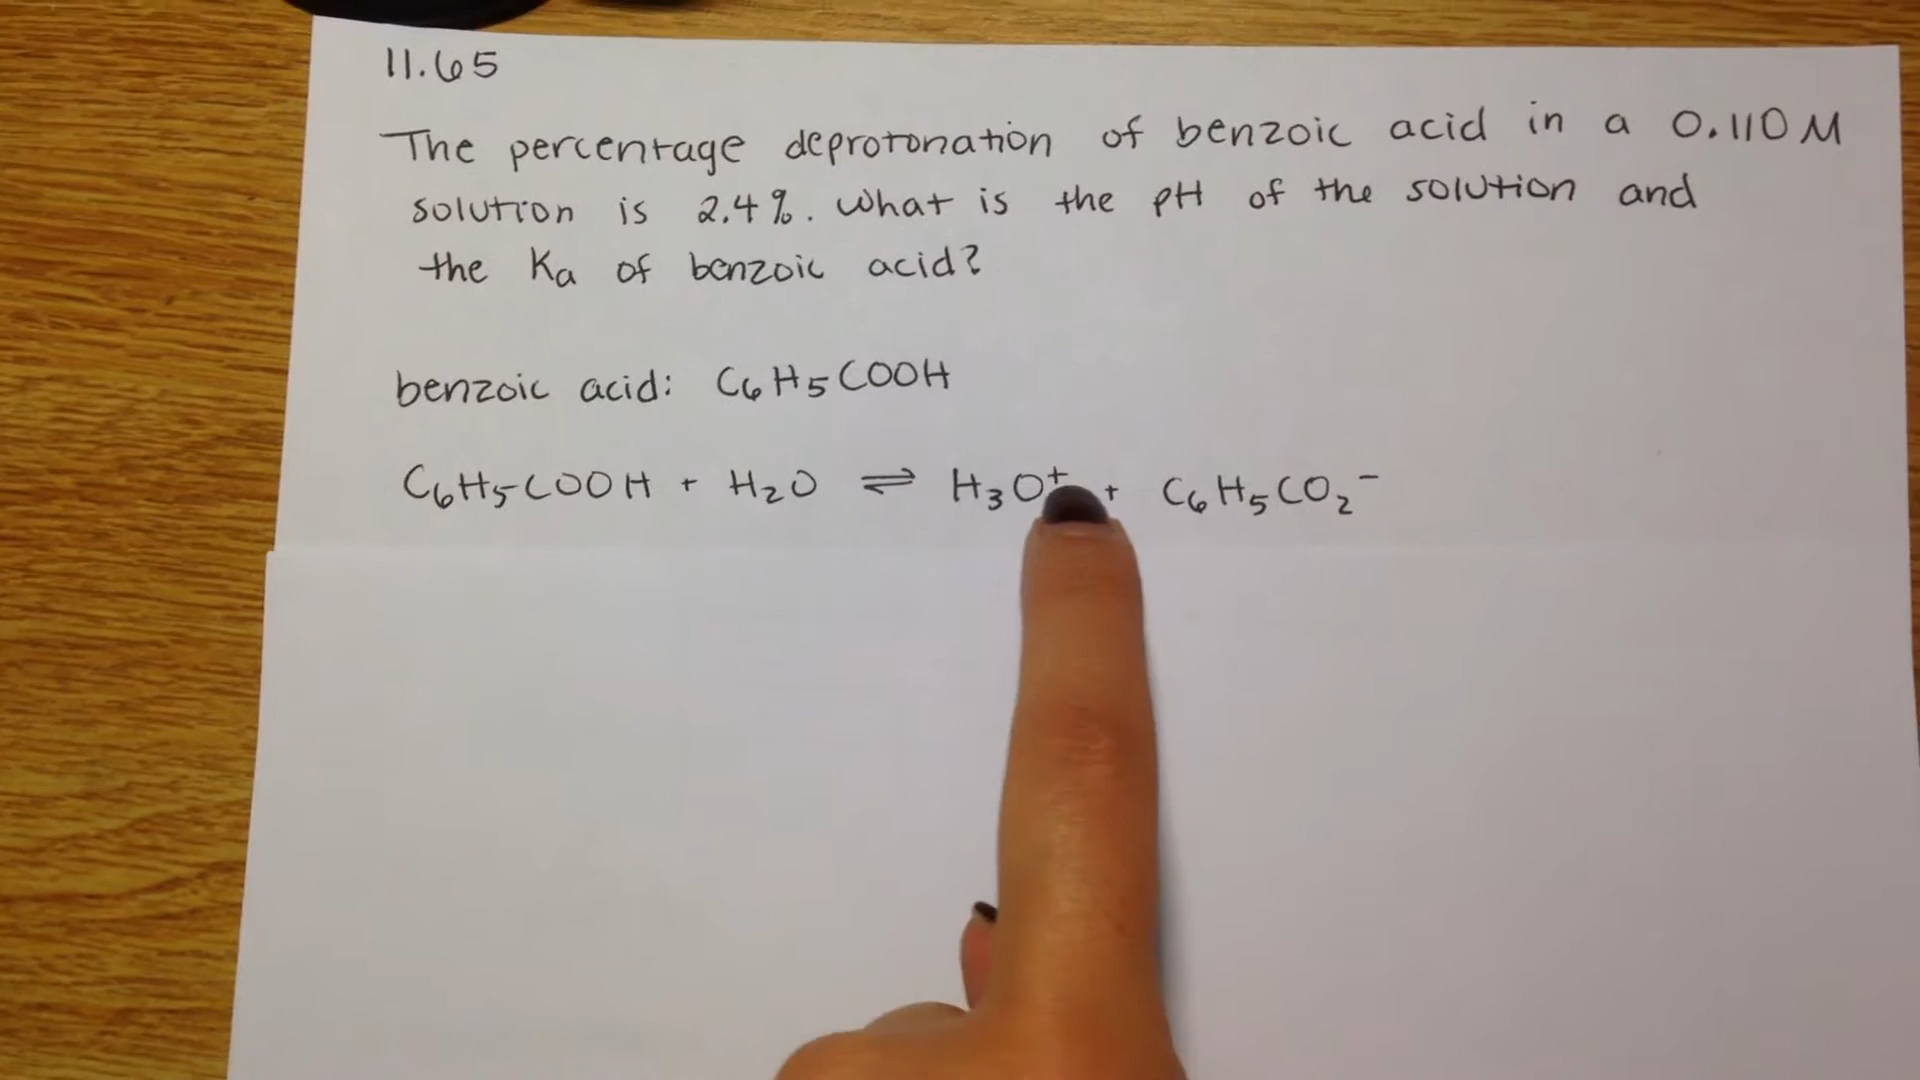 11.65
The percentage deprotonation of benzoic acid in a 0.110 M
solution is 2.4%. What is the pH of the solution and
the Ka of benzoic acid?
benzoic acid: C6H5COOH
C6H5COOH + H2O ⇌ H3O+ + C6H5CO2-